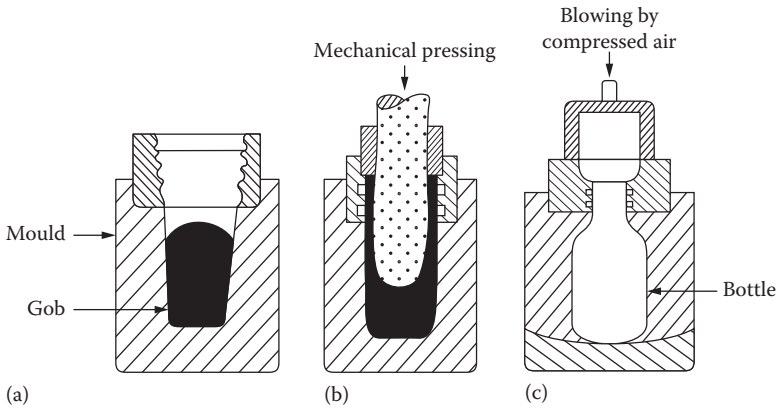 Blowing by
compressed air
Mechanical pressing
Mould
Gob
Bottle
(a)
(b)
(c)